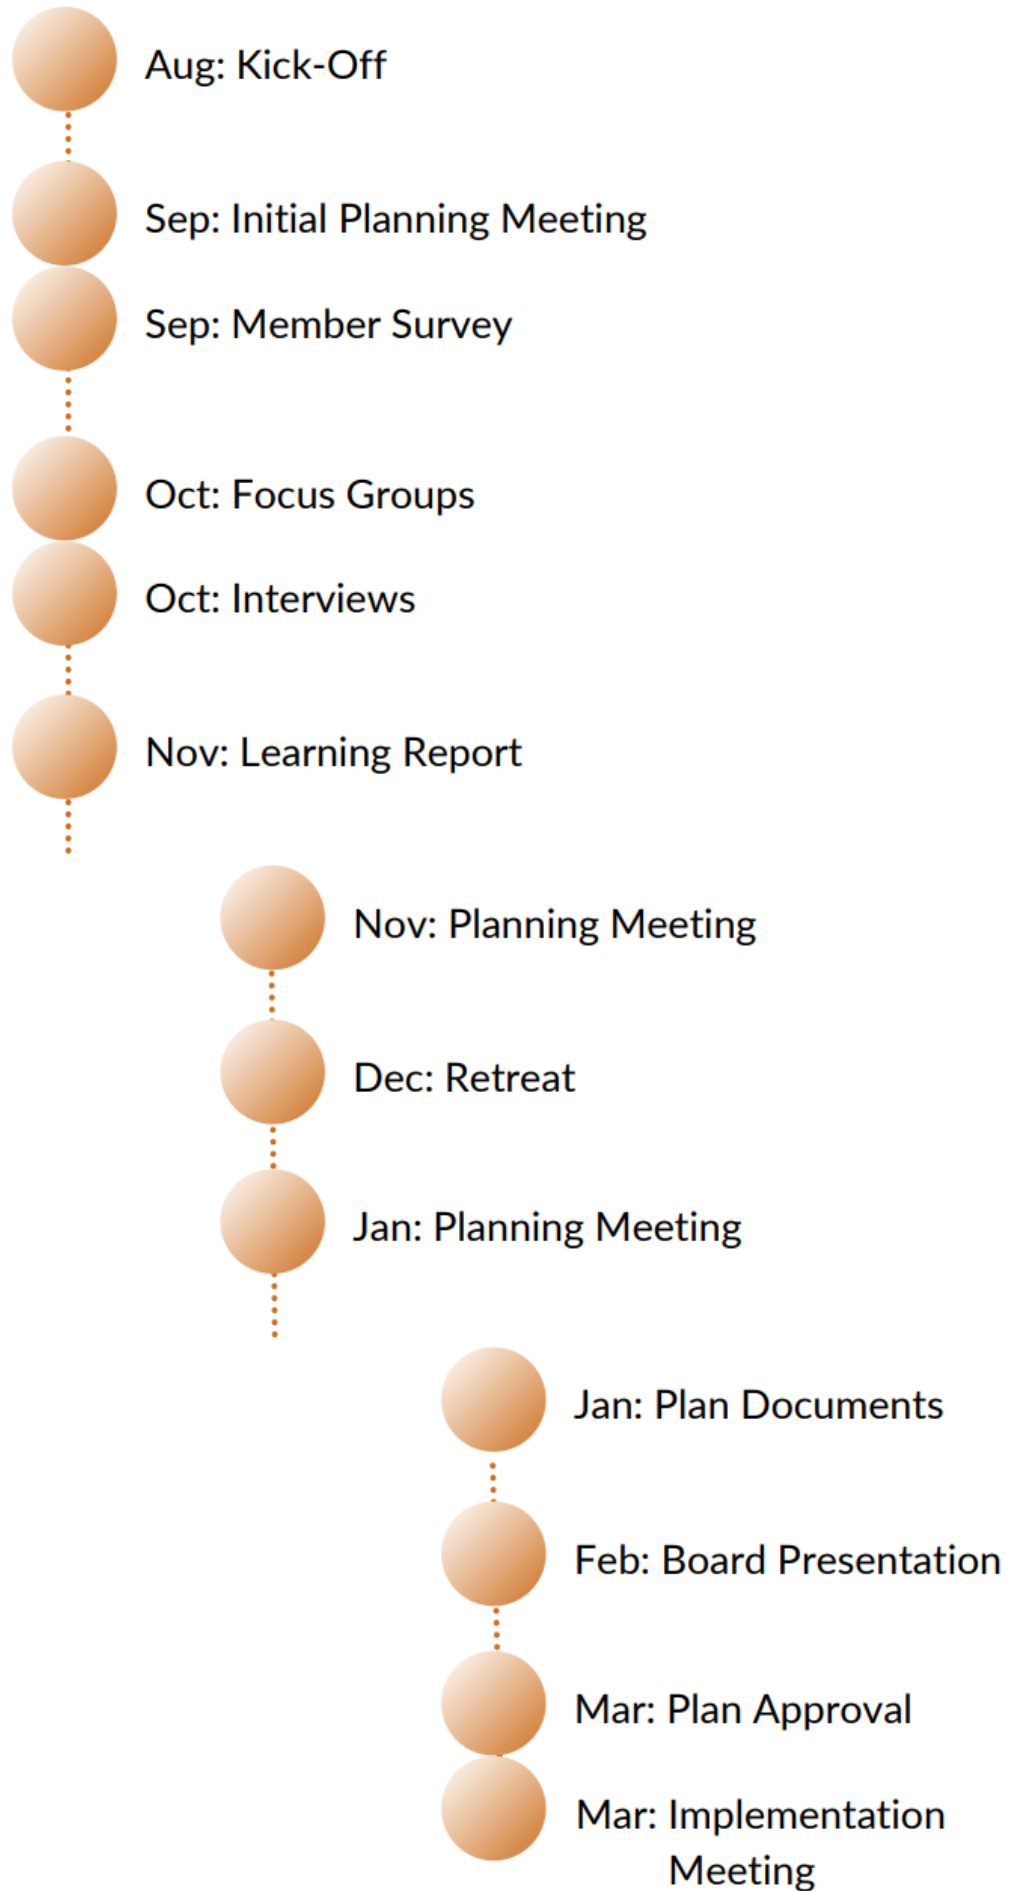 Aug: Kick-Off
Sep: Initial Planning Meeting
Sep: Member Survey
Oct: Focus Groups
Oct: Interviews
Nov: Learning Report
Nov: Planning Meeting
Dec: Retreat
Jan: Planning Meeting
Jan: Plan Documents
Feb: Board Presentation
Mar: Plan Approval
Mar: Implementation
Meeting